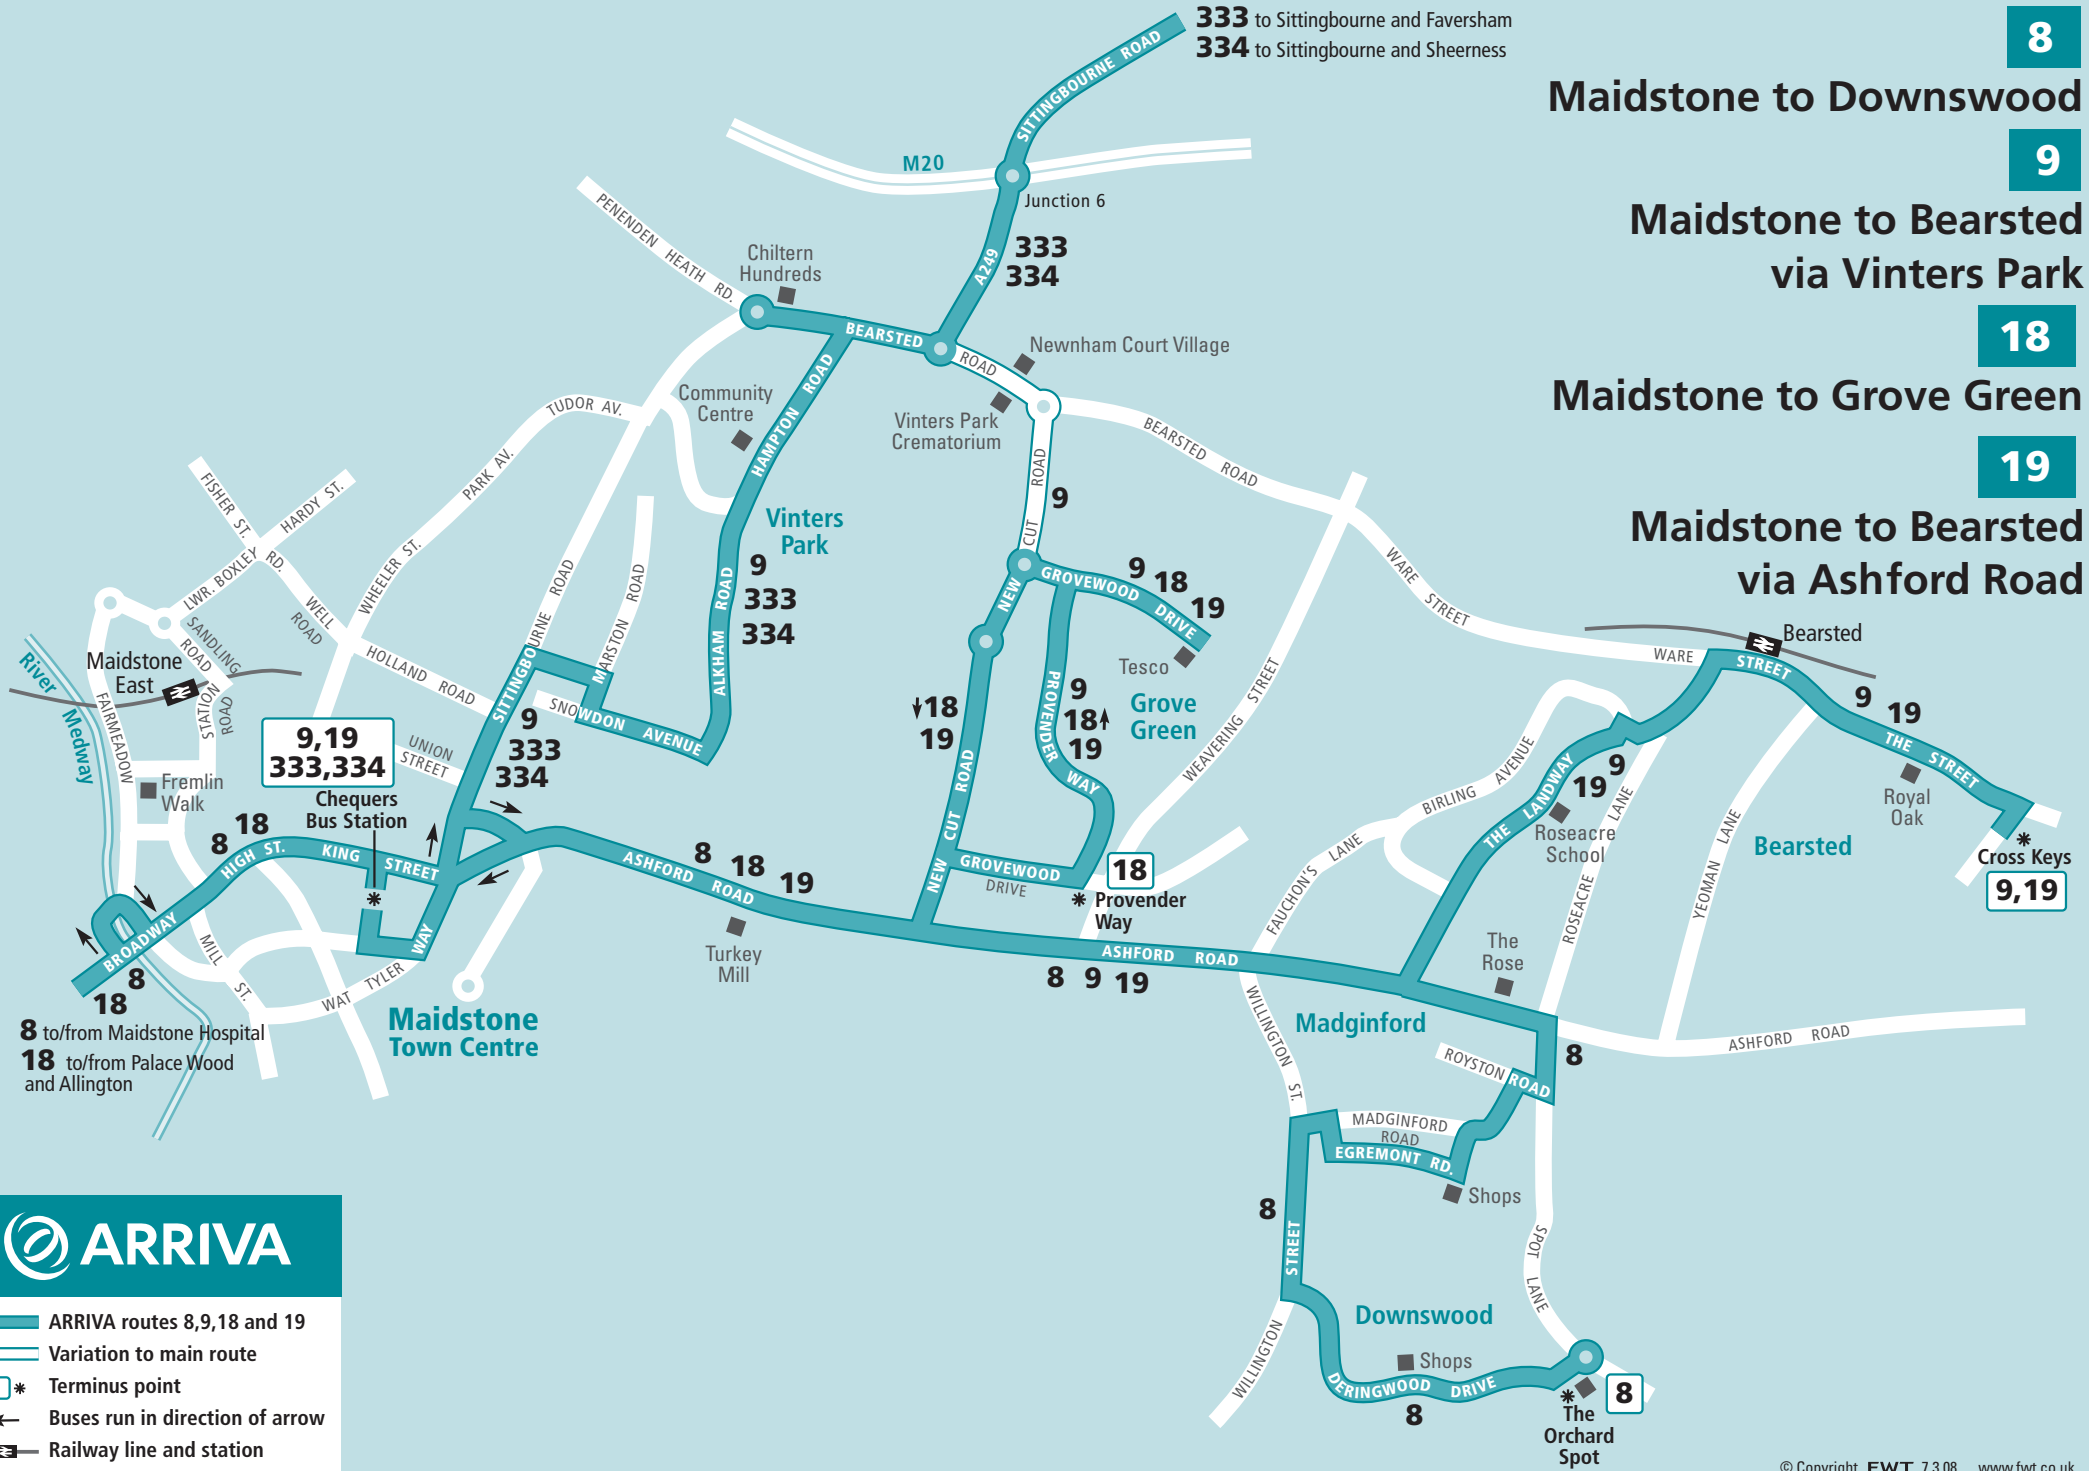 333 to Sittingbourne and Faversham
334 to Sittingbourne and Sheerness
8
Maidstone to Downswood
9
Maidstone to Bearsted
via Vinters Park
18
Maidstone to Grove Green
19
Maidstone to Bearsted
via Ashford Road
SITTINGBOURNE ROAD
M20
Junction 6
A249
333
334
PENENDEN HEATH RD.
Chiltern
Hundreds
BEARSTED
ROAD
Newnham Court Village
Vinters Park
Crematorium
Community
Centre
HAMPTON ROAD
TUDOR AV.
PARK AV.
WHEELER ST.
BEARSTED ROAD
ROAD
CUT
NEW
9
Vinters
Park
9
333
334
ALKHAM ROAD
MARSTON ROAD
SITTINGBOURNE ROAD
SNOWDON AVENUE
FISHER ST.
HARDY ST.
LWR. BOXLEY RD.
WELL
ROAD
SANDLING
ROAD
STATION
ROAD
HOLLAND ROAD
UNION
STREET
River
Medway
Maidstone
East
FAIRMEADOW
Fremlin
Walk
9,19
333,334
Chequers
Bus Station
9
333
334
8 18
HIGH ST.
KING STREET
BROADWAY
8
18
8 to/from Maidstone Hospital
18 to/from Palace Wood
and Allington
MILL ST.
WAT TYLER
WAY
Maidstone
Town Centre
ASHFORD ROAD
8 18 19
Turkey
Mill
GROVEWOOD DRIVE
9 18 19
Tesco
Grove
Green
18
19
NEW CUT ROAD
PROVENDER WAY
9
18
19
GROVEWOOD
DRIVE
18
Provender
Way
WEAVERING STREET
WARE STREET
WARE STREET
Bearsted
9 19
THE STREET
Royal
Oak
Cross Keys
9,19
Bearsted
YEOMAN LANE
ROSEACRE LANE
THE LANDWAY
19 9
Roseacre
School
BIRLING AVENUE
FAUCHON'S LANE
ASHFORD ROAD
8 9 19
The
Rose
Madginford
ASHFORD ROAD
8
ROYSTON ROAD
MADGINFORD
ROAD
EGREMONT RD.
Shops
WILLINGTON ST.
8
STREET
WILLINGTON
SPOT LANE
Downswood
Shops
DERINGWOOD DRIVE
8
8
The
Orchard
Spot
ARRIVA
ARRIVA routes 8,9,18 and 19
Variation to main route
Terminus point
Buses run in direction of arrow
Railway line and station
© Copyright FWT 7.3.08 www.fwt.co.uk